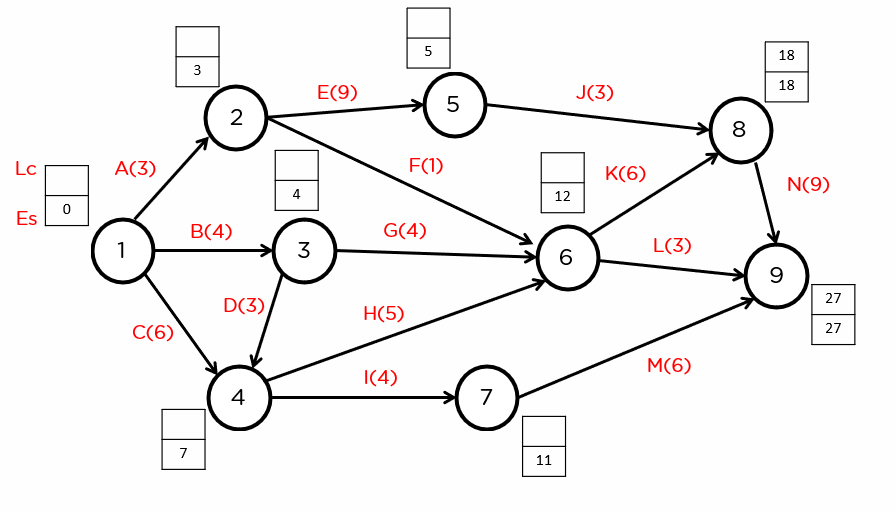 5
3
18
18
E(9)
J(3)
5
2
8
Lc
A(3)
F(1)
4
12
K(6)
N(9)
0
Es
B(4)
G(4)
1
3
6
L(3)
9
D(3)
H(5)
C(6)
27
27
I(4)
M(6)
4
7
7
11